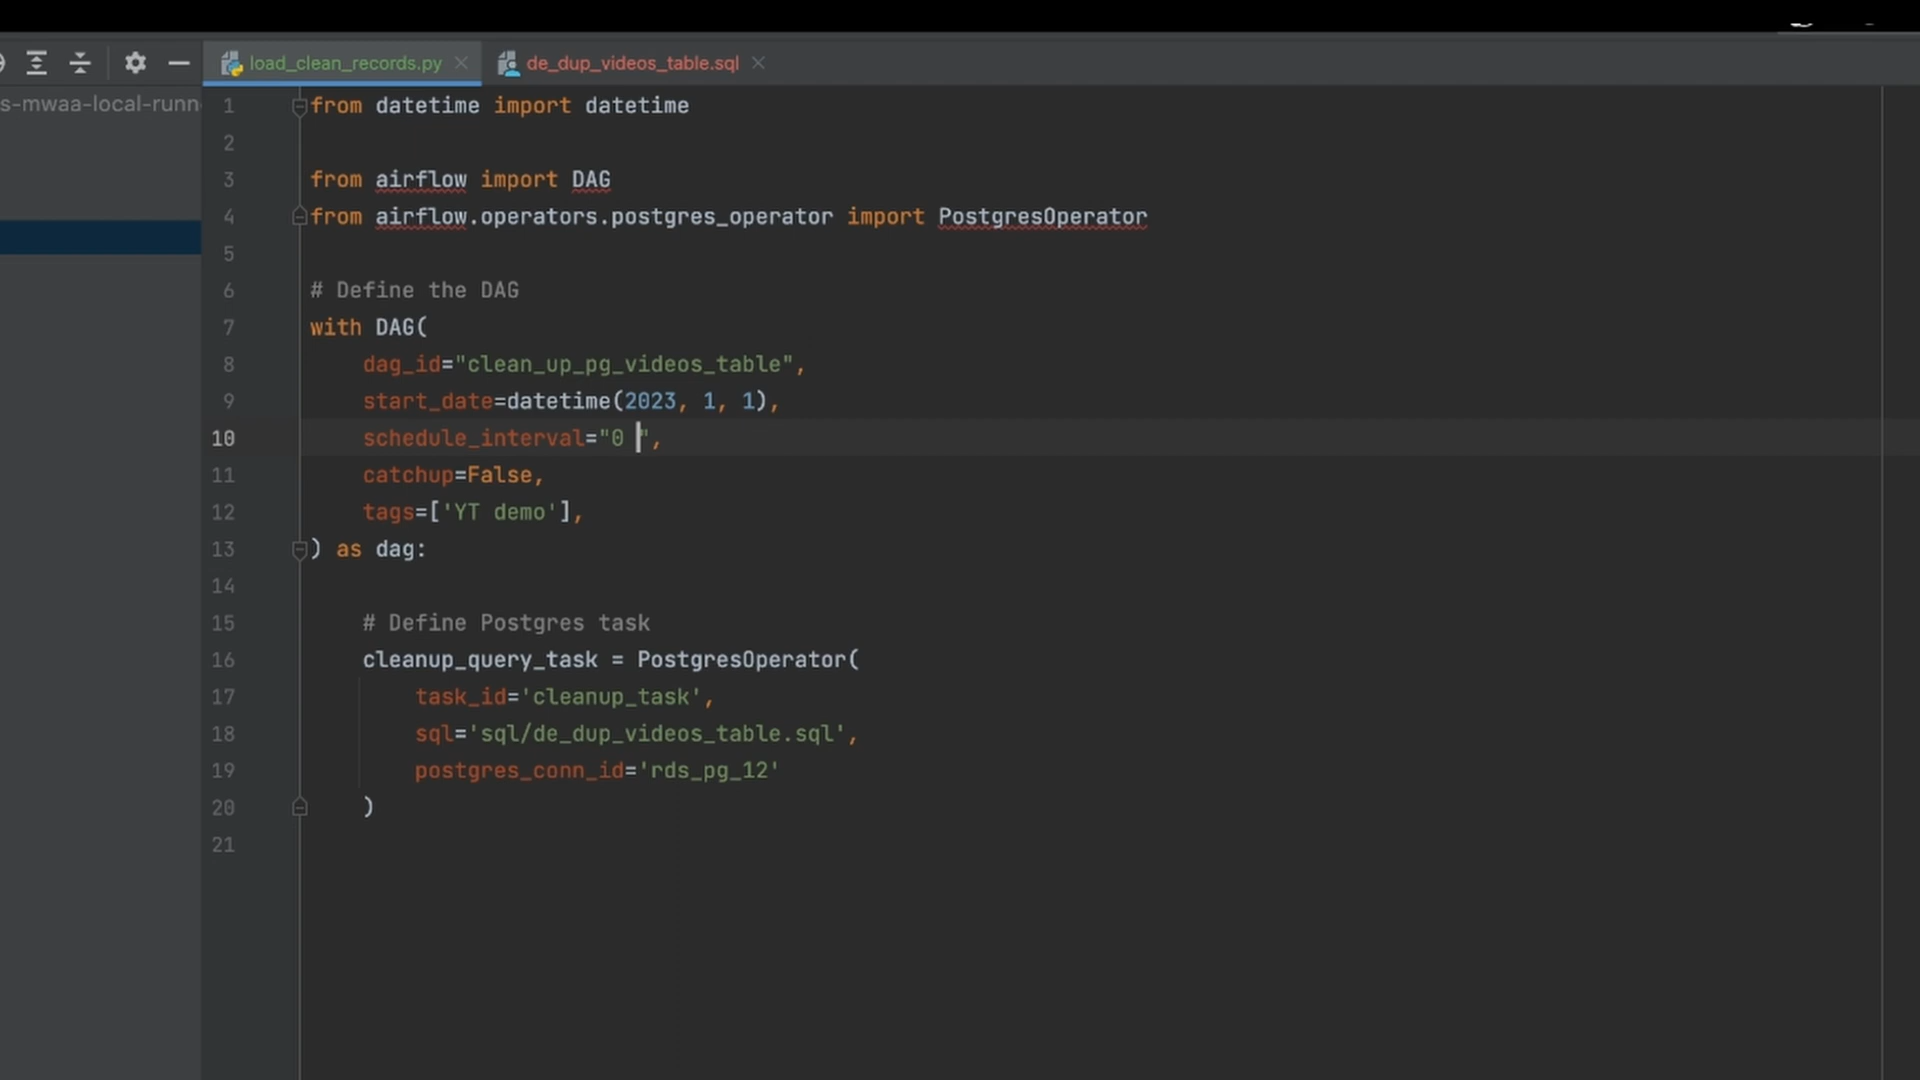 load_clean_records.py
de_dup_videos_table.sql
s-mwaa-local-runn
1 from datetime import datetime
2
3 from airflow import DAG
4 from airflow.operators.postgres_operator import PostgresOperator
5
6 # Define the DAG
7 with DAG(
8 dag_id="clean_up_pg_videos_table",
9 start_date=datetime(2023, 1, 1),
10 schedule_interval="0 ",
11 catchup=False,
12 tags=['YT demo'],
13 ) as dag:
14
15 # Define Postgres task
16 cleanup_query_task = PostgresOperator(
17 task_id='cleanup_task',
18 sql='sql/de_dup_videos_table.sql',
19 postgres_conn_id='rds_pg_12'
20 )
21